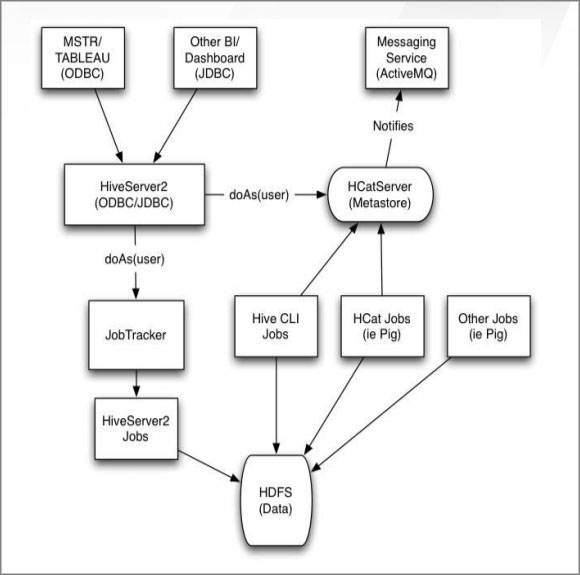 MSTR/
TABLEAU
(ODBC)
Other BI/
Dashboard
(JDBC)
Messaging
Service
(ActiveMQ)
Notifies
HiveServer2
(ODBC/JDBC)
doAs(user)
HCatServer
(Metastore)
doAs(user)
JobTracker
Hive CLI
Jobs
HCat Jobs
(ie Pig)
Other Jobs
(ie Pig)
HiveServer2
Jobs
HDFS
(Data)